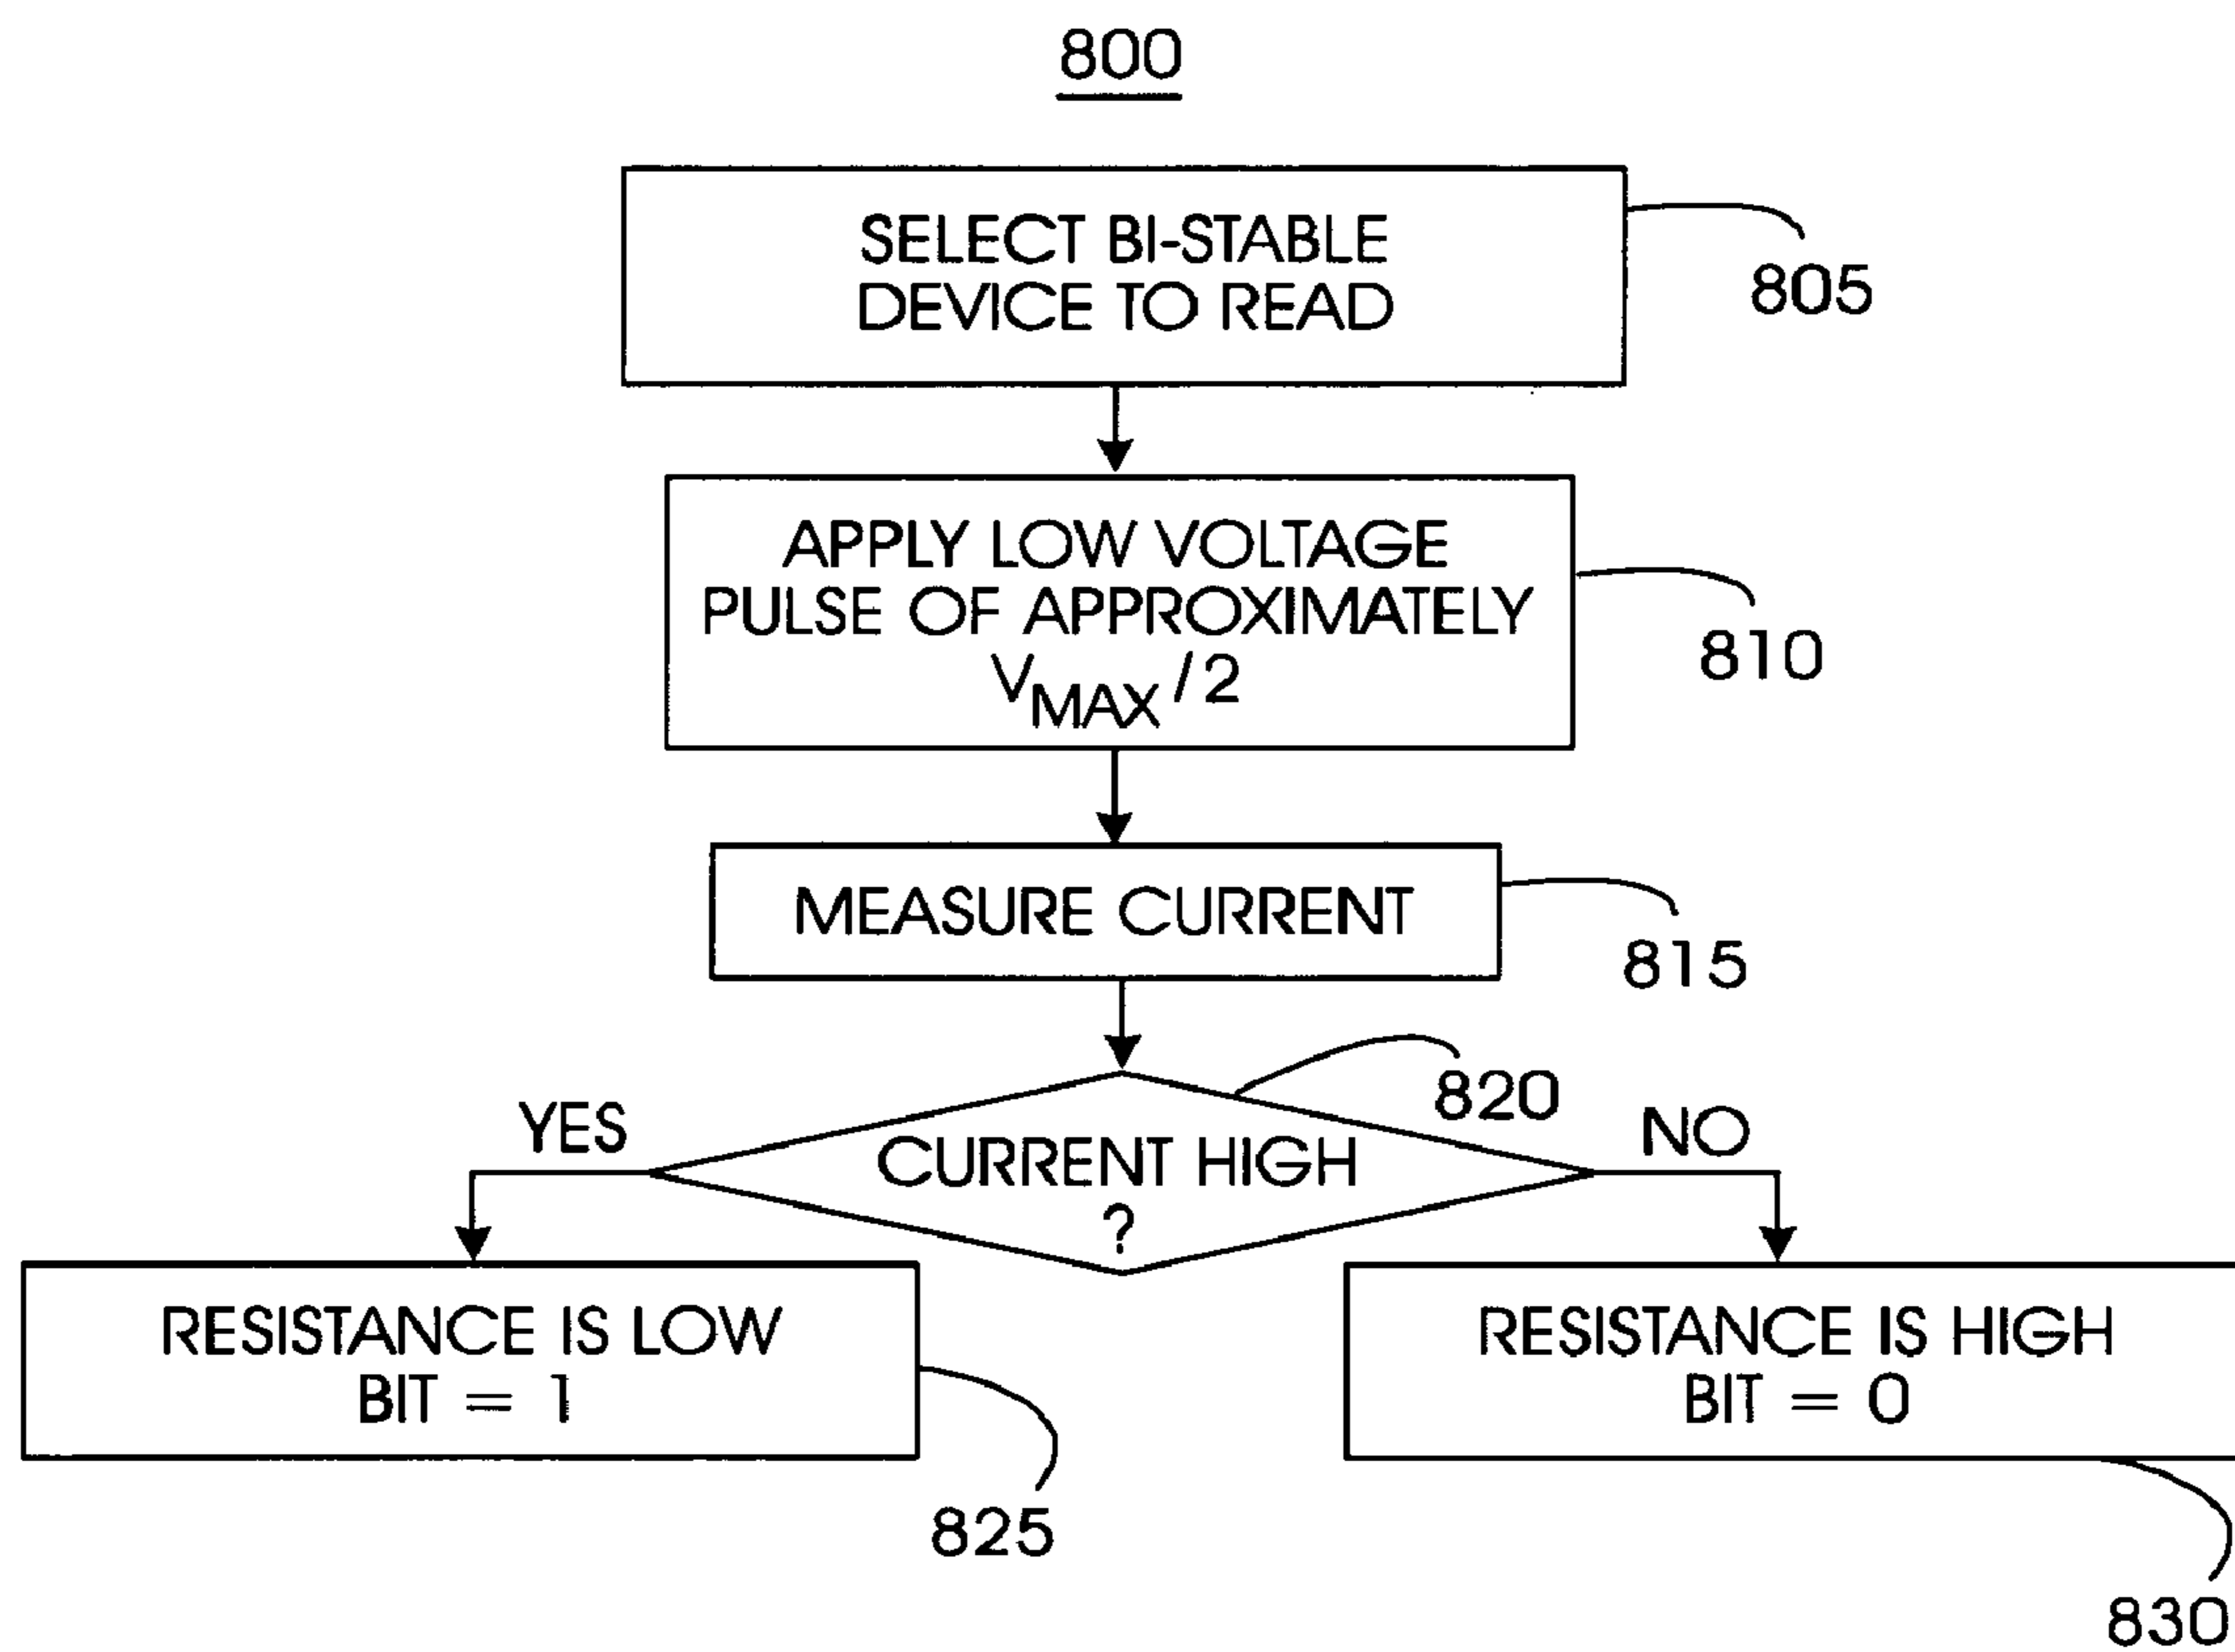 800
SELECT BI-STABLE
DEVICE TO READ
805
APPLY LOW VOLTAGE
PULSE OF APPROXIMATELY
VMAX/2
810
MEASURE CURRENT
815
820
YES
CURRENT HIGH
?
NO
RESISTANCE IS LOW
BIT = 1
825
RESISTANCE IS HIGH
BIT = 0
830